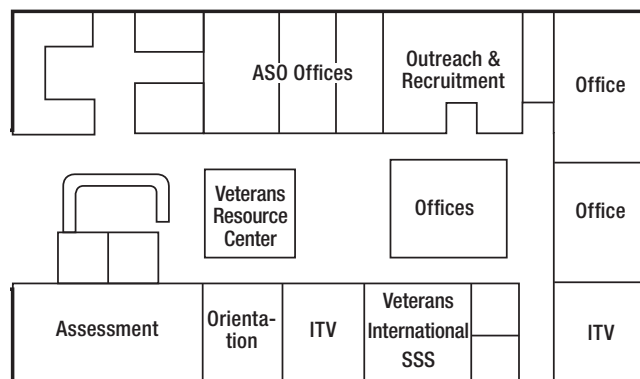 ASO Offices
Outreach &
Recruitment
Office
Veterans
Resource
Center
Offices
Office
Assessment
Orienta-
tion
ITV
Veterans
International
SSS
ITV